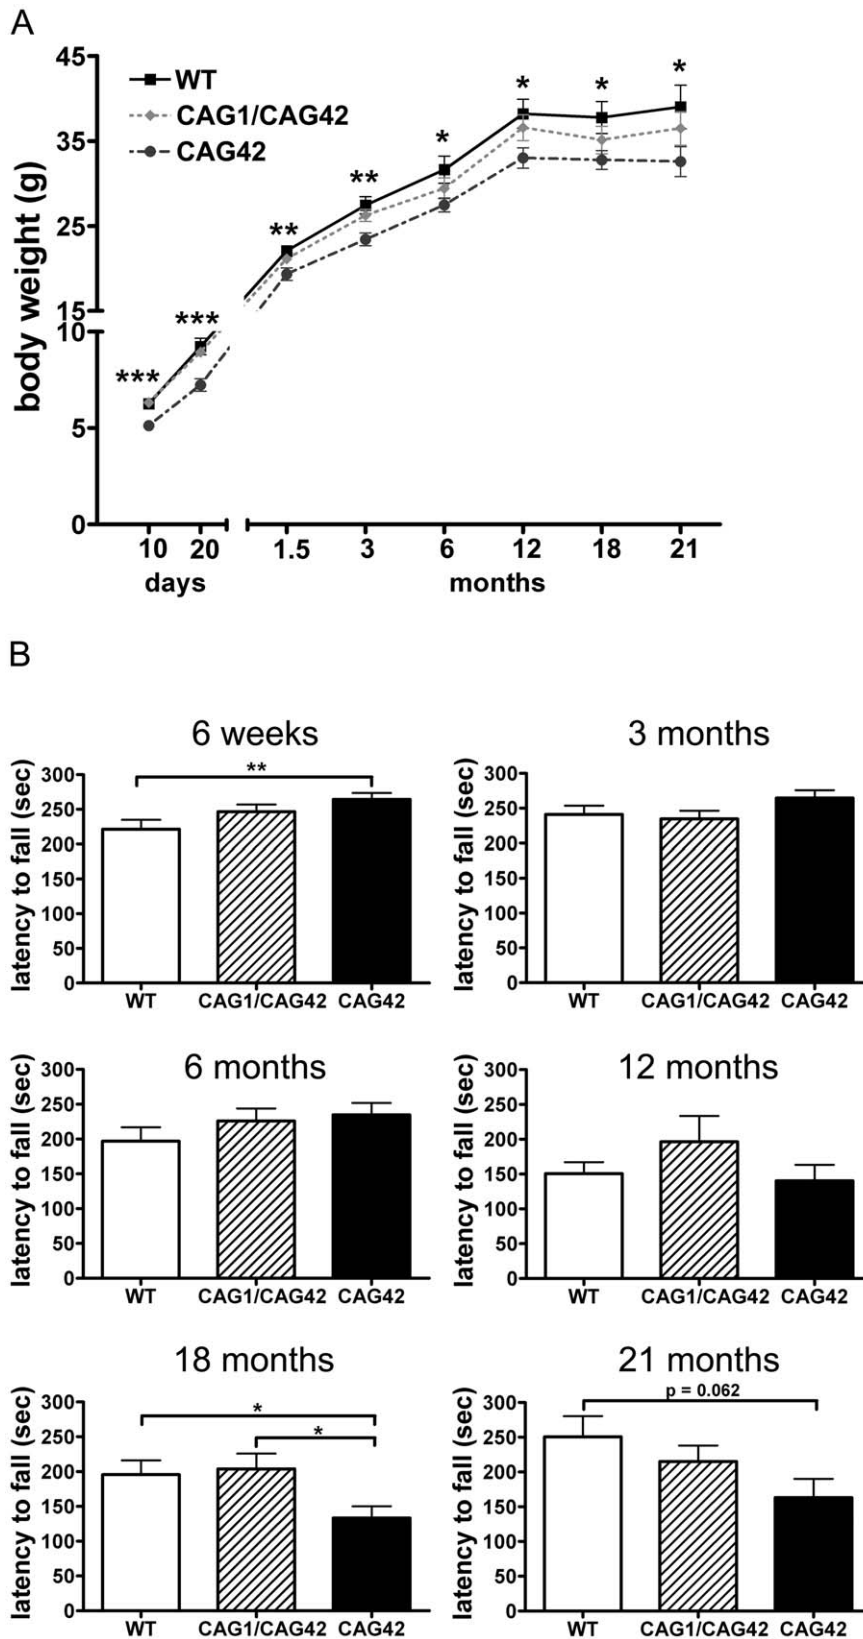 A
45
35
25
15
10
5
0
body weight (g)
WT
CAG1/CAG42
CAG42
*** *** ** ** * * * *
10 20 1.5 3 6 12 18 21
days months
B
6 weeks
latency to fall (sec)
300
250
200
150
100
50
0
**
WT CAG1/CAG42 CAG42
3 months
latency to fall (sec)
300
250
200
150
100
50
0
WT CAG1/CAG42 CAG42
6 months
latency to fall (sec)
300
250
200
150
100
50
0
WT CAG1/CAG42 CAG42
12 months
latency to fall (sec)
300
250
200
150
100
50
0
WT CAG1/CAG42 CAG42
18 months
latency to fall (sec)
300
250
200
150
100
50
0
*
*
WT CAG1/CAG42 CAG42
21 months
p = 0.062
latency to fall (sec)
300
250
200
150
100
50
0
WT CAG1/CAG42 CAG42